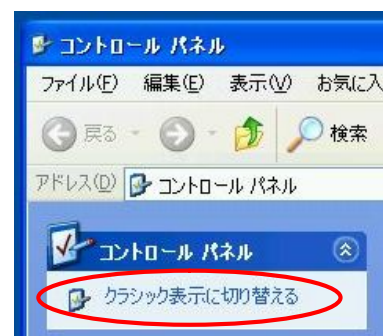 コントロール パネル
ファイル(F) 編集(E) 表示(V) お気に入
戻る 検索
アドレス(D) コントロール パネル
コントロール パネル
クラシック表示に切り替える